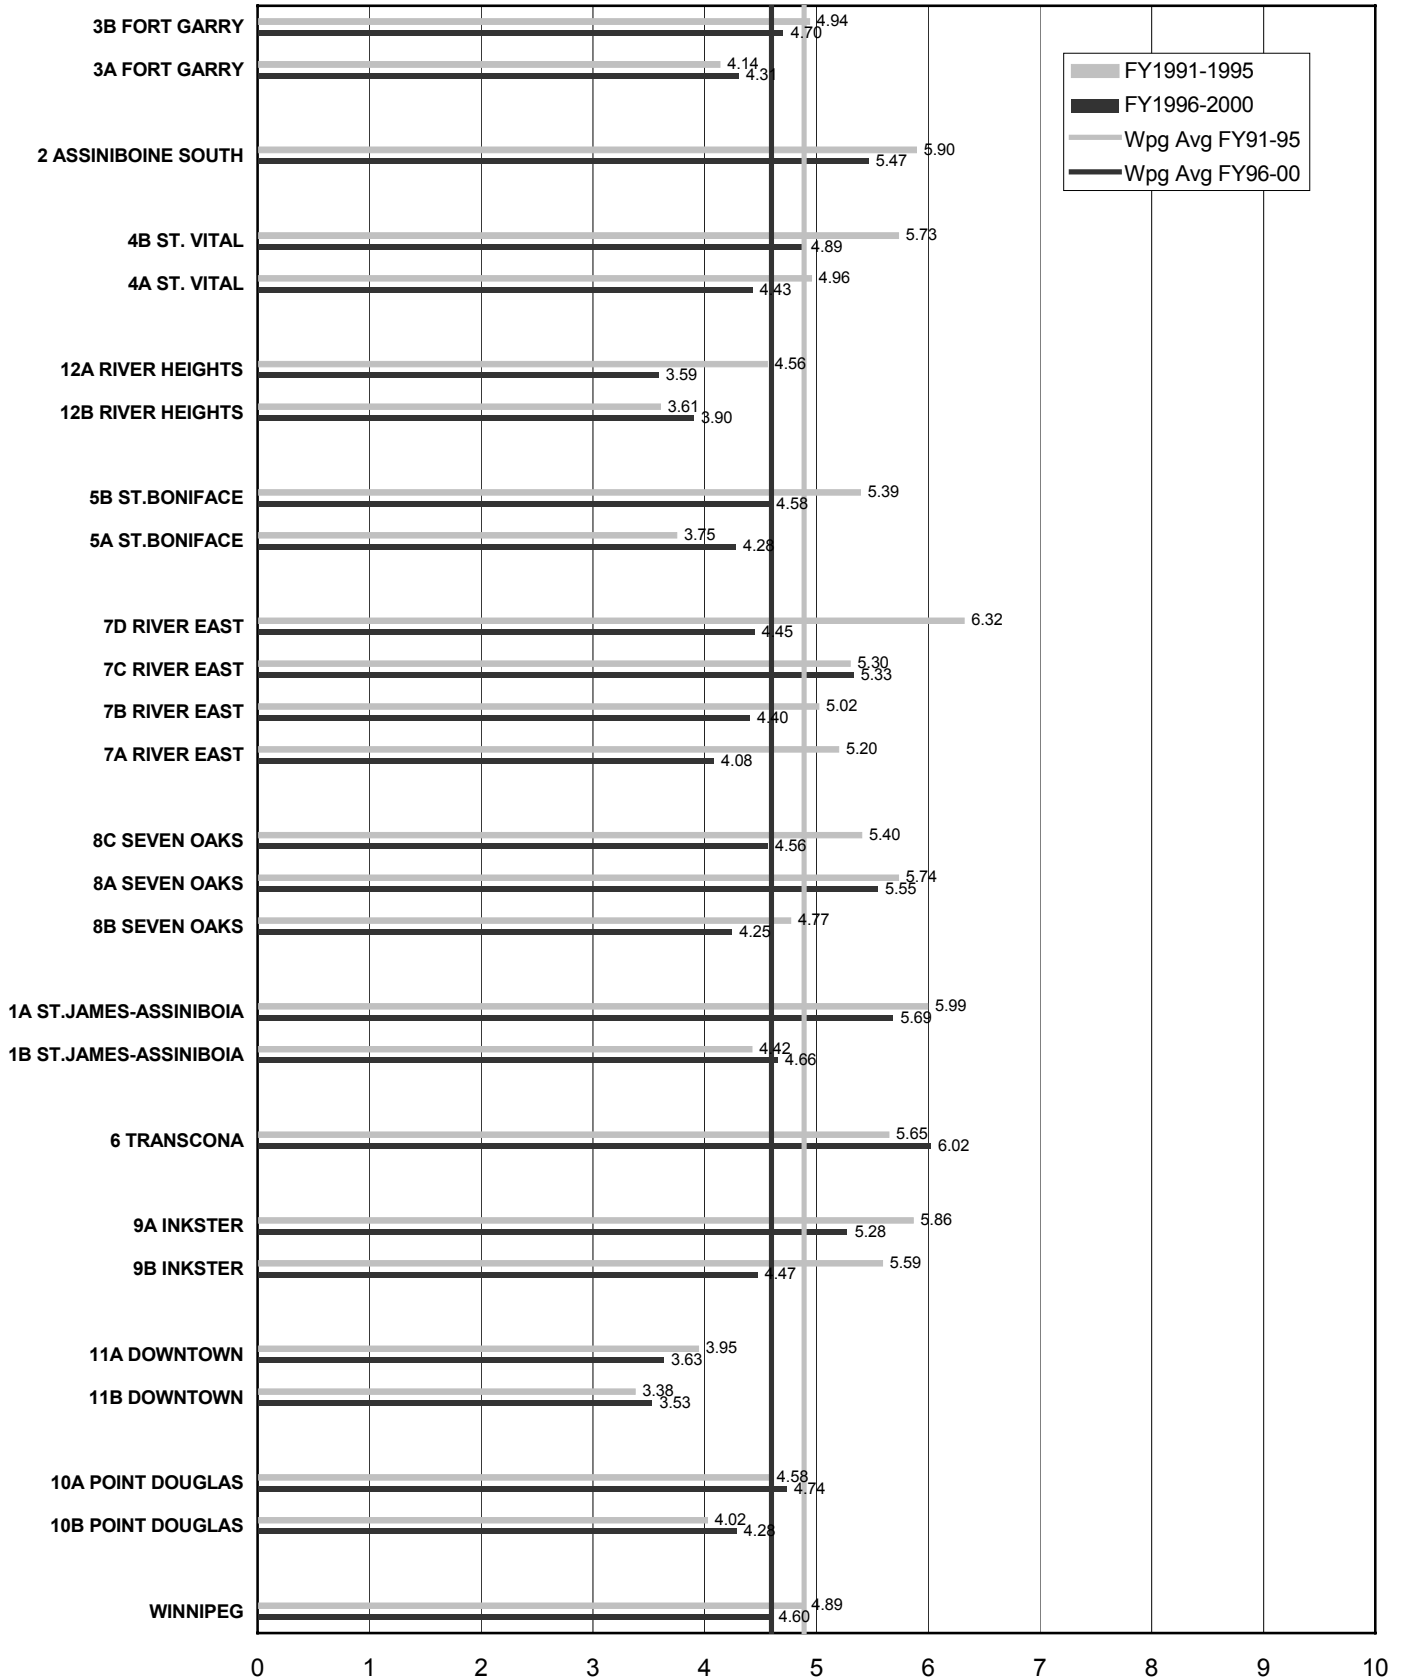 3B FORT GARRY 4.94
4.70
3A FORT GARRY 4.14
4.31
FY1991-1995
FY1996-2000
Wpg Avg FY91-95
Wpg Avg FY96-00
2 ASSINIBOINE SOUTH 5.90
5.47
4B ST. VITAL 5.73
4.89
4A ST. VITAL 4.96
4.43
12A RIVER HEIGHTS 4.56
3.59
12B RIVER HEIGHTS 3.61
3.90
5B ST.BONIFACE 5.39
4.58
5A ST.BONIFACE 3.75
4.28
7D RIVER EAST 6.32
4.45
7C RIVER EAST 5.30
5.33
7B RIVER EAST 5.02
4.40
7A RIVER EAST 5.20
4.08
8C SEVEN OAKS 5.40
4.56
8A SEVEN OAKS 5.74
5.55
8B SEVEN OAKS 4.77
4.25
1A ST.JAMES-ASSINIBOIA 5.99
5.69
1B ST.JAMES-ASSINIBOIA 4.42
4.66
6 TRANSCONA 5.65
6.02
9A INKSTER 5.86
5.28
9B INKSTER 5.59
4.47
11A DOWNTOWN 3.95
3.63
11B DOWNTOWN 3.38
3.53
10A POINT DOUGLAS 4.58
4.74
10B POINT DOUGLAS 4.02
4.28
WINNIPEG 4.89
4.60
0 1 2 3 4 5 6 7 8 9 10